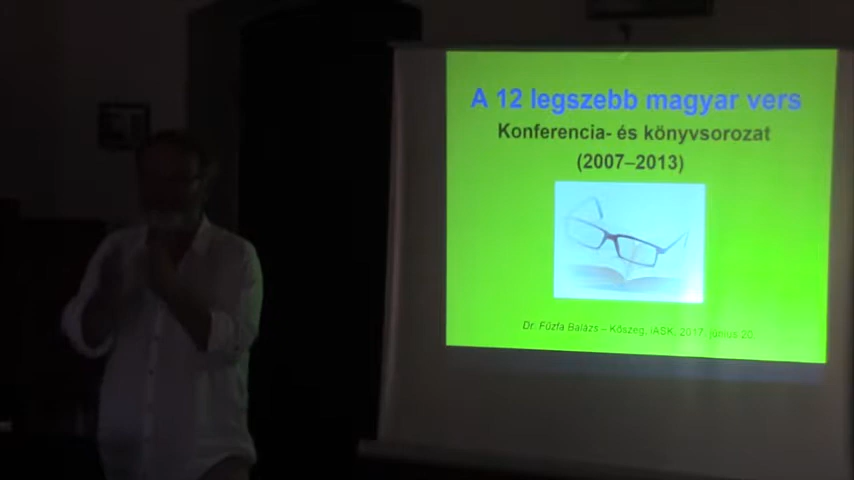 A 12 legszebb magyar vers
Konferencia- és könyvsorozat
(2007–2013)
Dr. Fűzfa Balázs – Kőszeg, iASK, 2017. június 20.